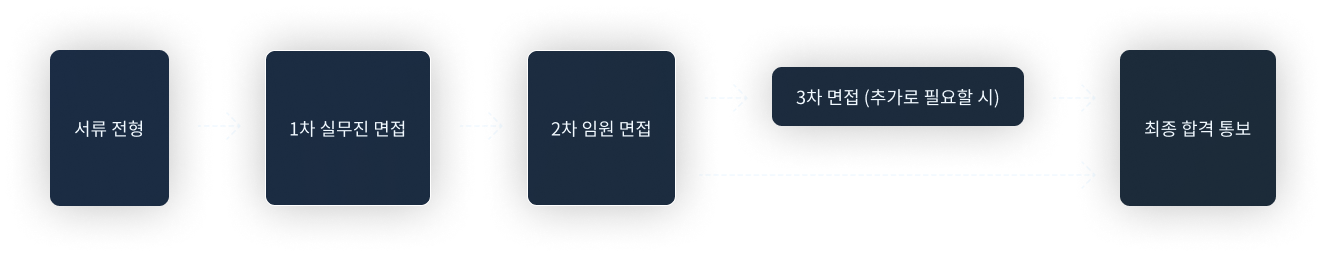 서류 전형
1차 실무진 면접
2차 임원 면접
3차 면접 (추가로 필요할 시)
최종 합격 통보